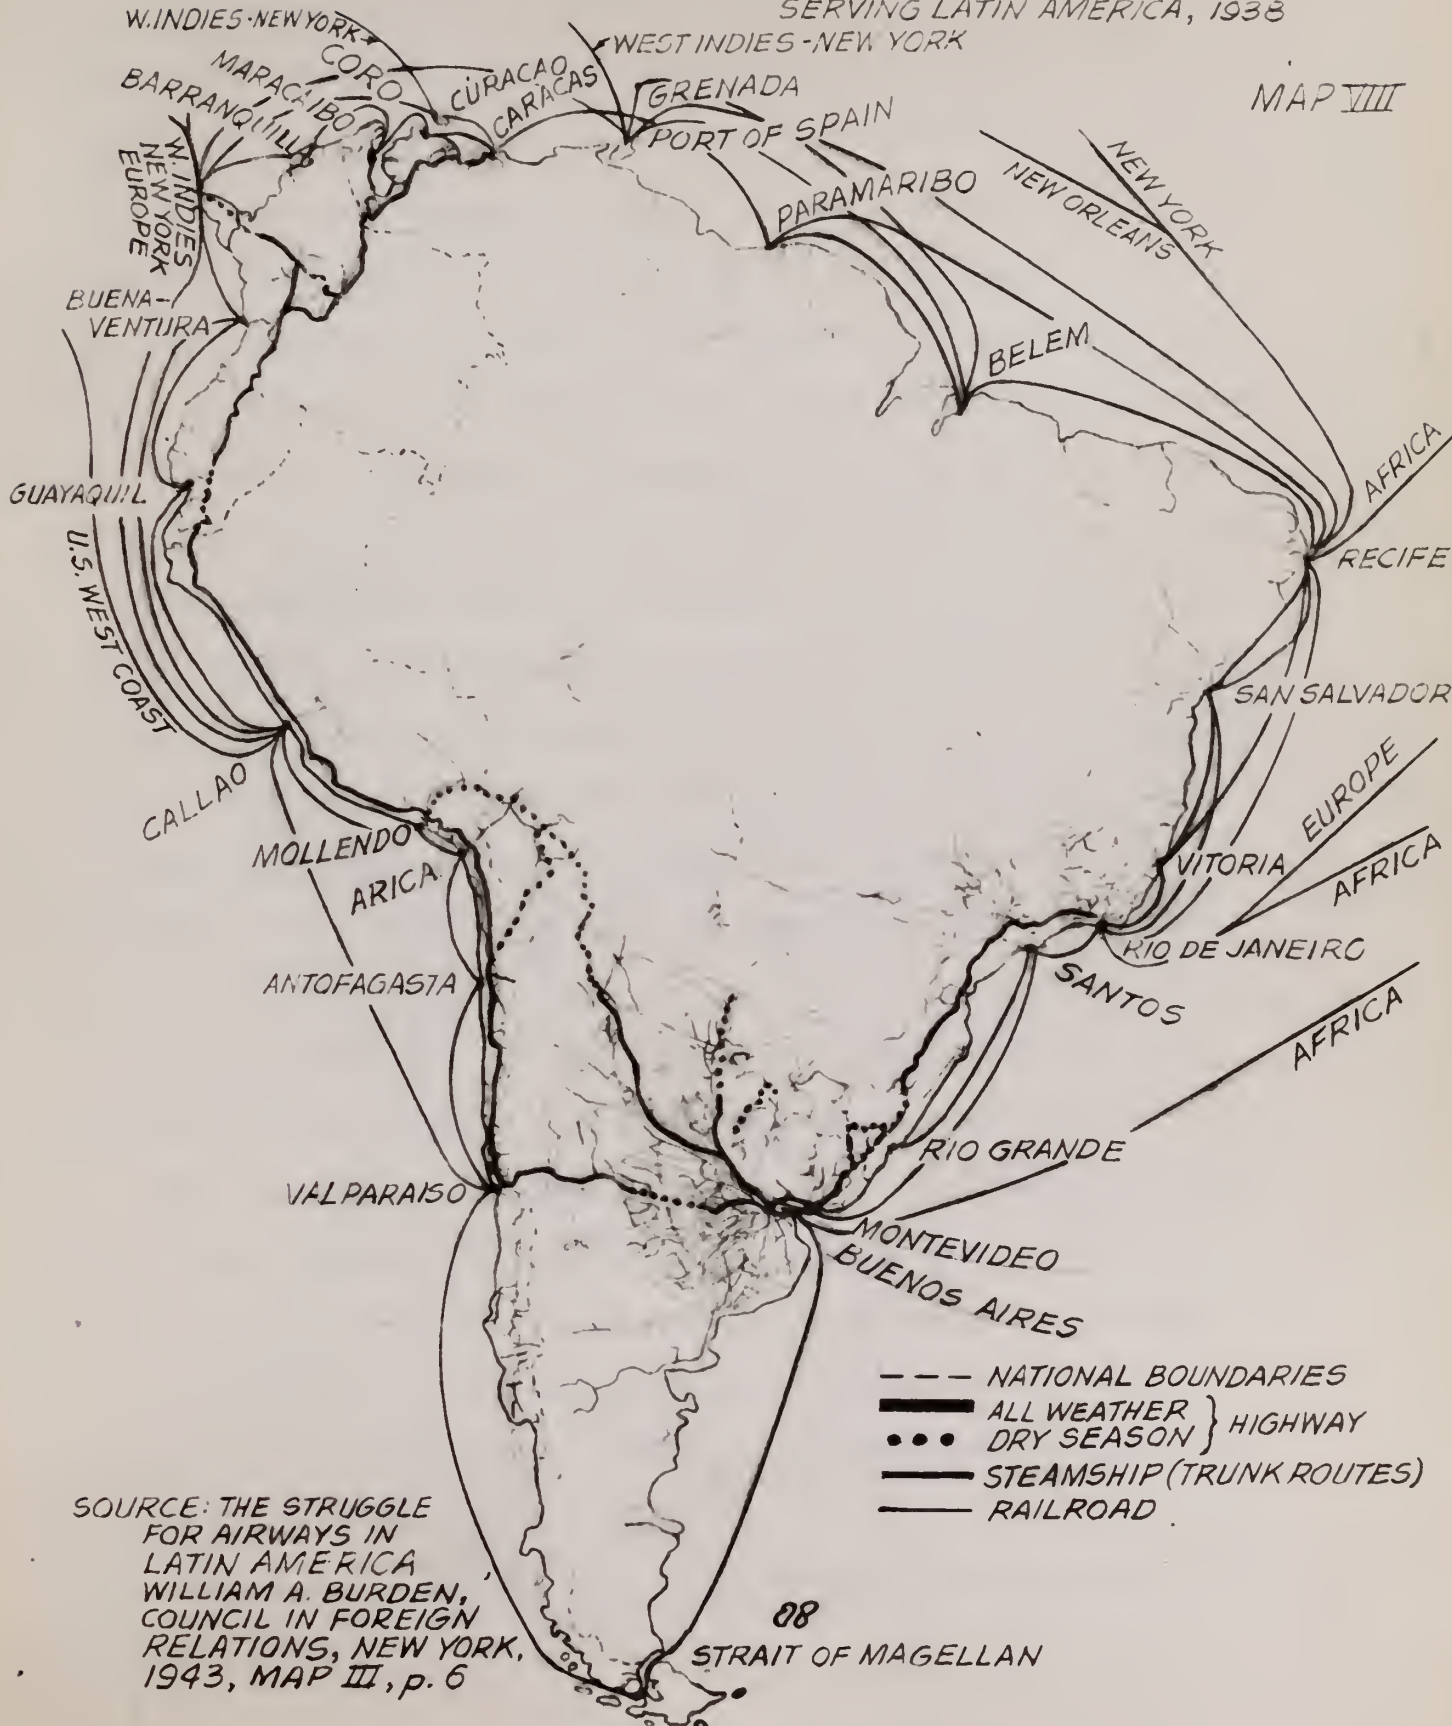 SERVING LATIN AMERICA, 1938
MAP VIIII
W. INDIES-NEW YORK
WEST INDIES-NEW YORK
CORO
CURACAO
MARACAIBO
CARACAS
GRENADA
BARRANQUILLA
PORT OF SPAIN
W. INDIES
NEW YORK
EUROPE
PARAMARIBO
NEW YORK
NEW ORLEANS
BUENA-
VENTURA
BELEM
GUAYAQUIL
AFRICA
RECIFE
U.S. WEST COAST
SAN SALVADOR
CALLAO
EUROPE
MOLLENDO
VITORIA
AFRICA
ARICA
RIO DE JANEIRO
ANTOFAGASTA
SANTOS
AFRICA
RIO GRANDE
VALPARAISO
MONTEVIDEO
BUENOS AIRES
NATIONAL BOUNDARIES
ALL WEATHER } HIGHWAY
DRY SEASON
STEAMSHIP (TRUNK ROUTES)
RAILROAD
SOURCE: THE STRUGGLE
FOR AIRWAYS IN
LATIN AMERICA
WILLIAM A. BURDEN,
COUNCIL IN FOREIGN
RELATIONS, NEW YORK,
1943, MAP III, p. 6
STRAIT OF MAGELLAN